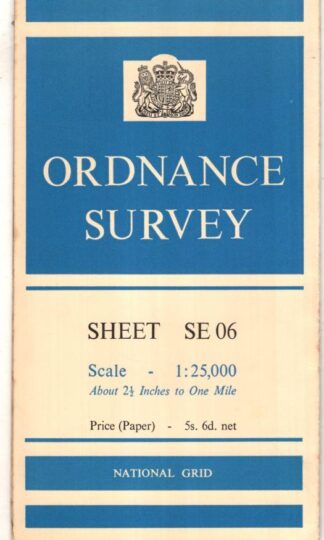 ORDNANCE
SURVEY
SHEET SE 06
Scale - 1:25,000
About 2½ Inches to One Mile
Price (Paper) - 5s. 6d. net
NATIONAL GRID